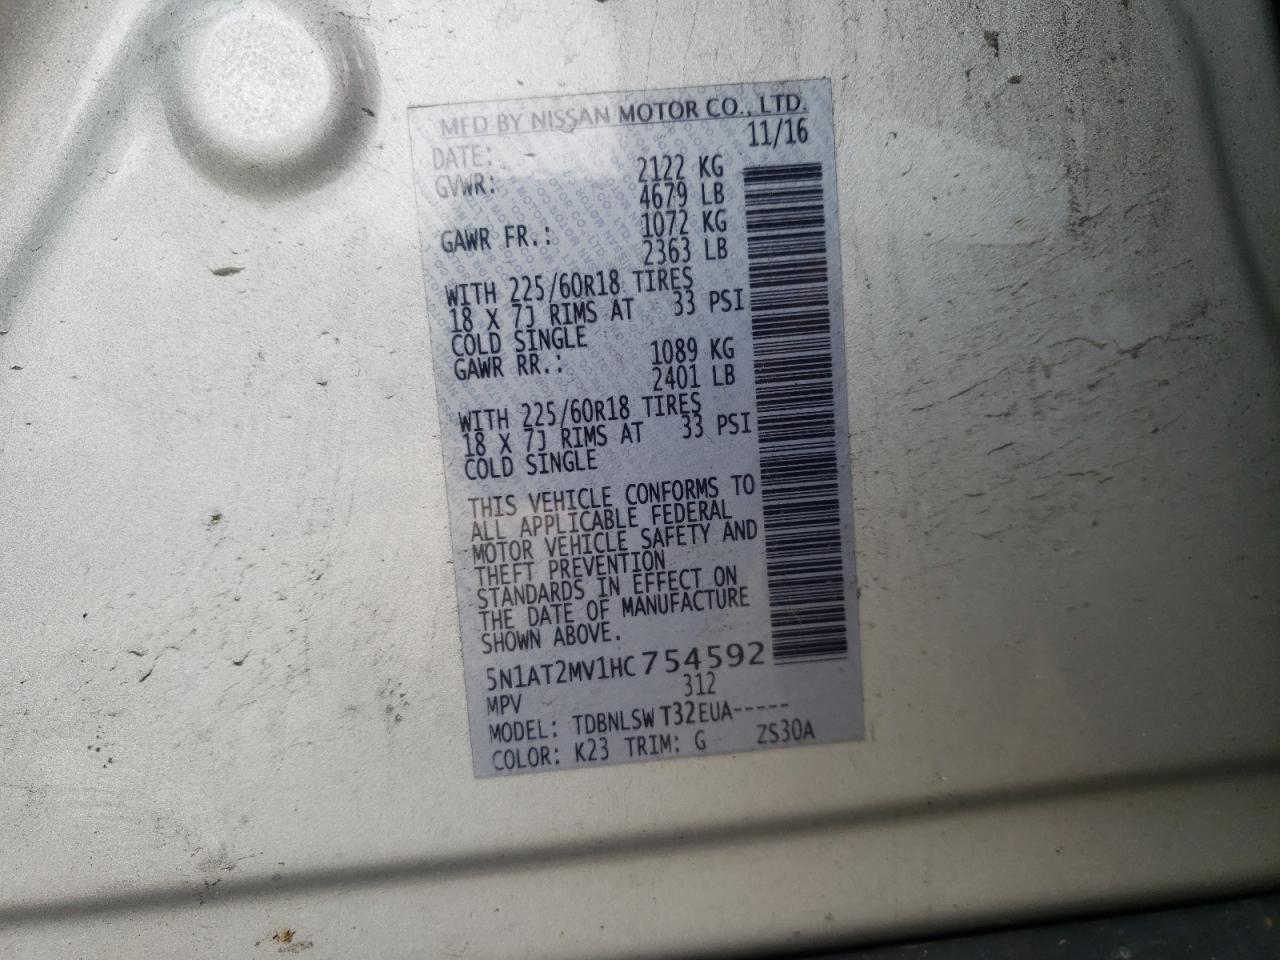 MFD BY NISSAN MOTOR CO., LTD.
DATE: 11/16
GVWR: 2122 KG
4679 LB
GAWR FR.: 1072 KG
2363 LB
WITH 225/60R18 TIRES
18 X 7J RIMS AT 33 PSI
COLD SINGLE
GAWR RR.: 1089 KG
2401 LB
WITH 225/60R18 TIRES
18 X 7J RIMS AT 33 PSI
COLD SINGLE
THIS VEHICLE CONFORMS TO
ALL APPLICABLE FEDERAL
MOTOR VEHICLE SAFETY AND
THEFT PREVENTION
STANDARDS IN EFFECT ON
THE DATE OF MANUFACTURE
SHOWN ABOVE.
5N1AT2MV1HC754592
MPV 312
MODEL: TDBNLSWT32EUA-----
COLOR: K23 TRIM: G ZS30A